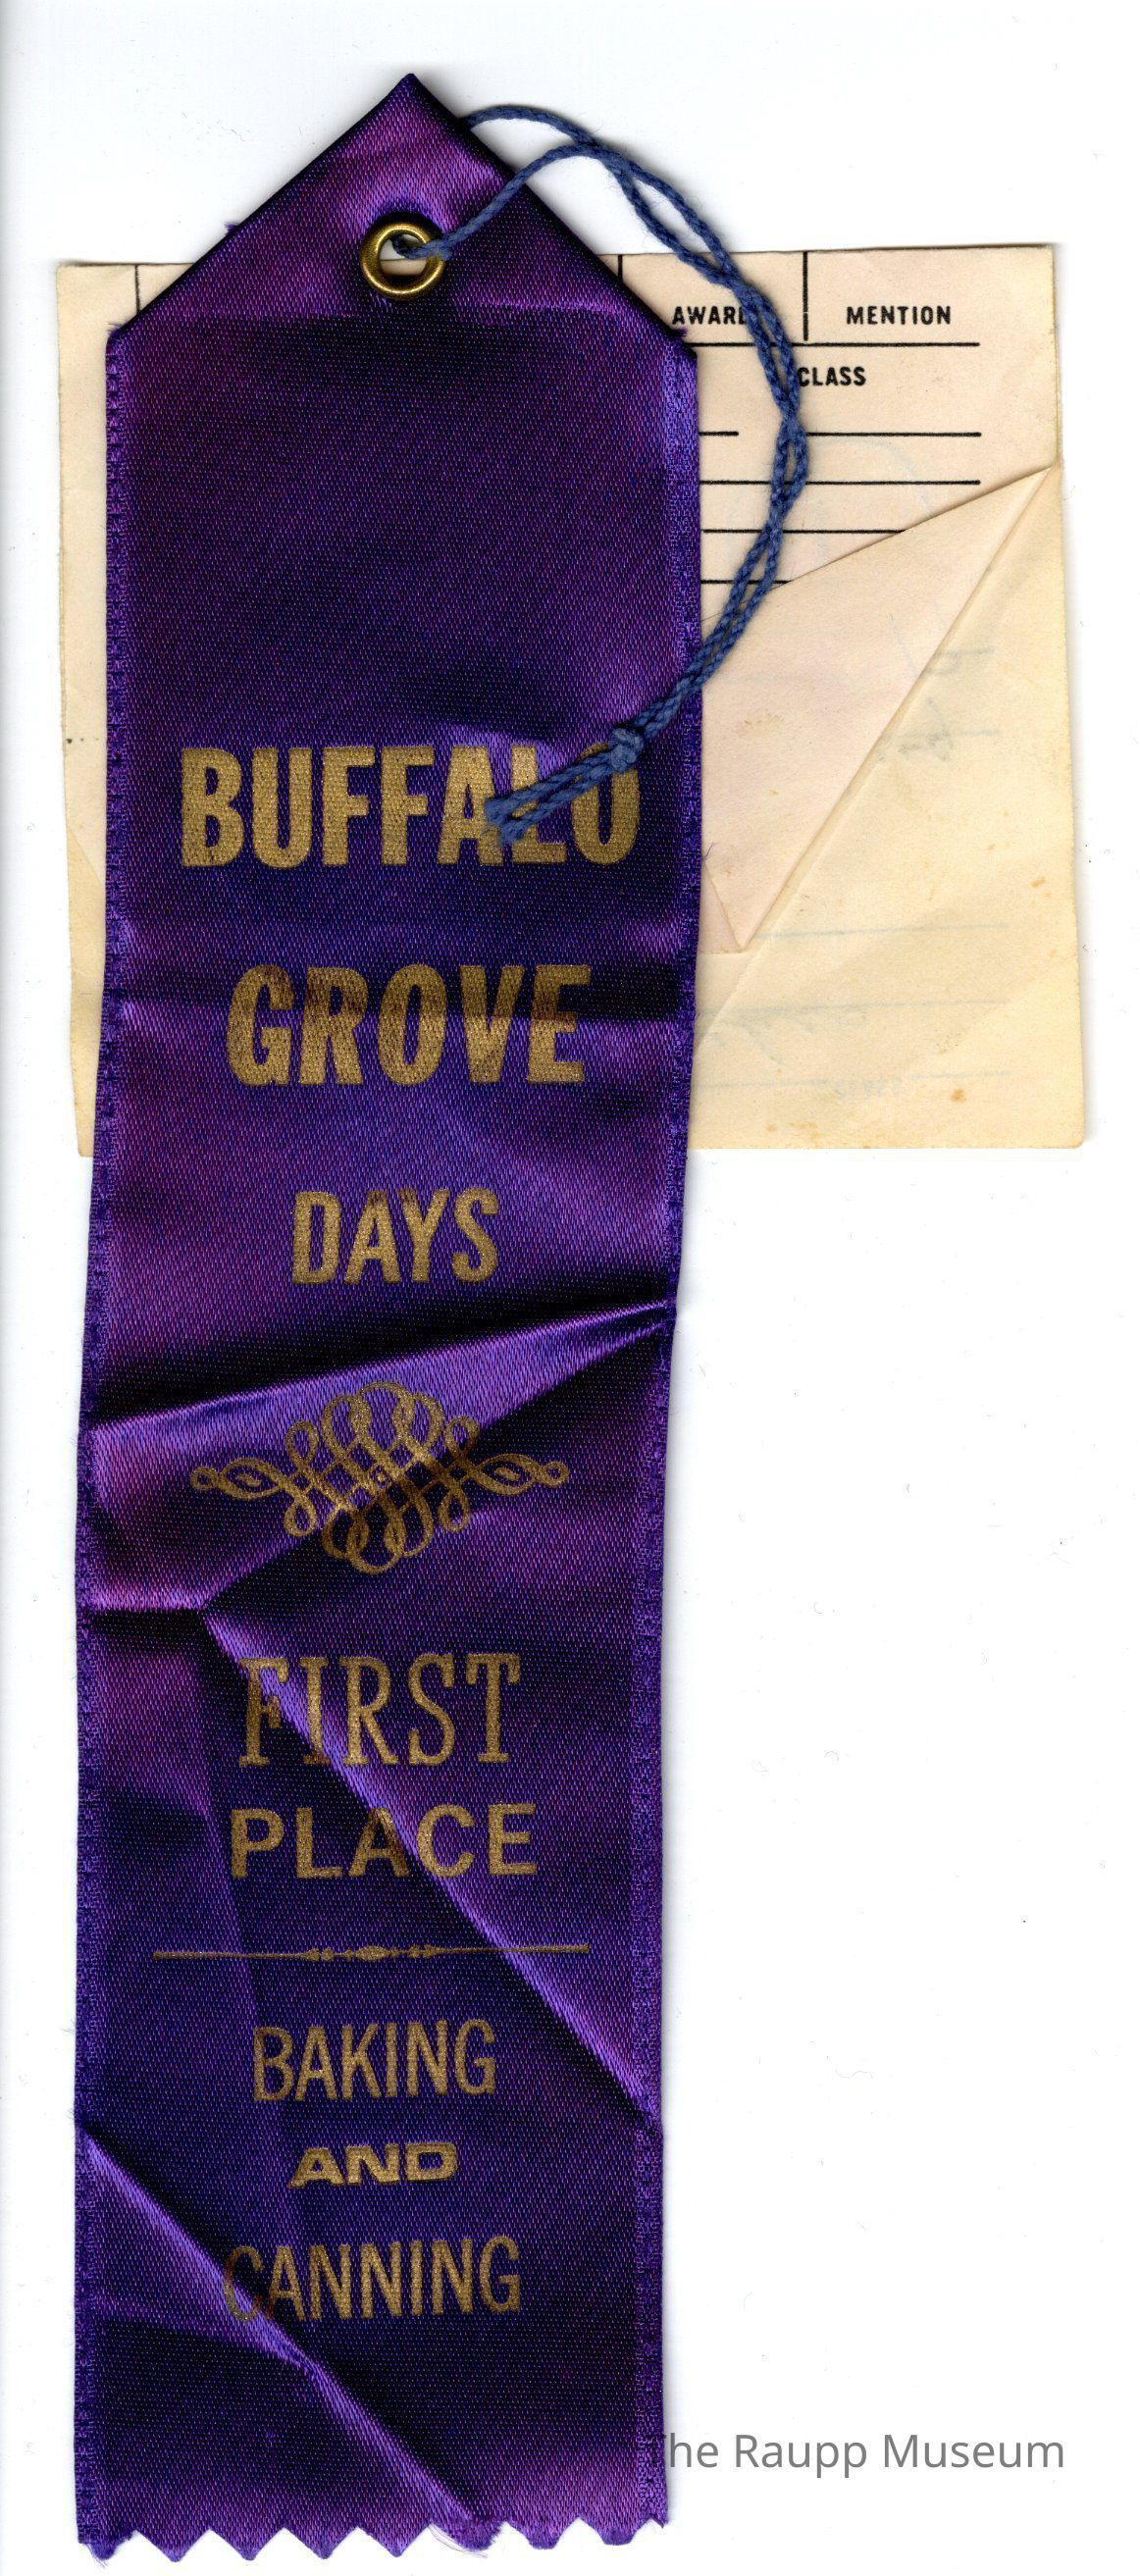 AWARD MENTION
CLASS
BUFFALO
GROVE
DAYS
FIRST
PLACE
BAKING
AND
CANNING
The Raupp Museum